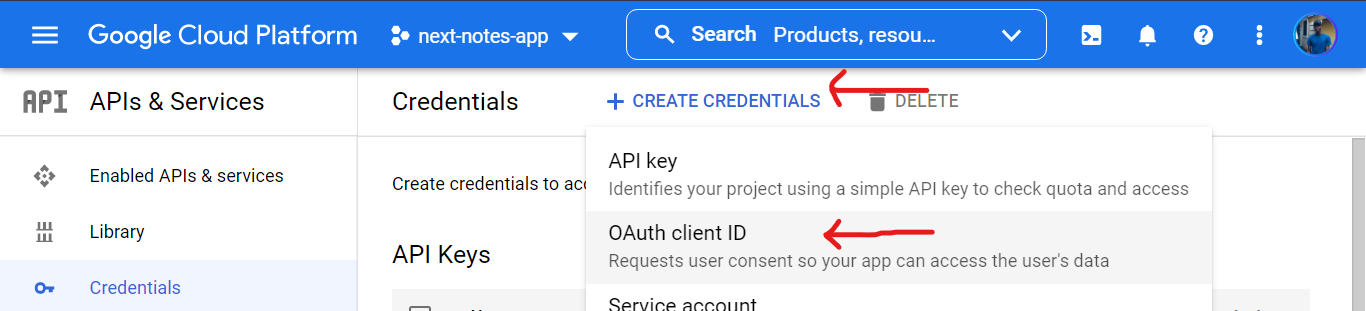 Google Cloud Platform next-notes-app Search Products, resou...
API APIs & Services Credentials + CREATE CREDENTIALS DELETE
API key
Enabled APIs & services
Create credentials to acc
Identifies your project using a simple API key to check quota and access
Library
OAuth client ID
API Keys
Requests user consent so your app can access the user's data
Credentials
Service account